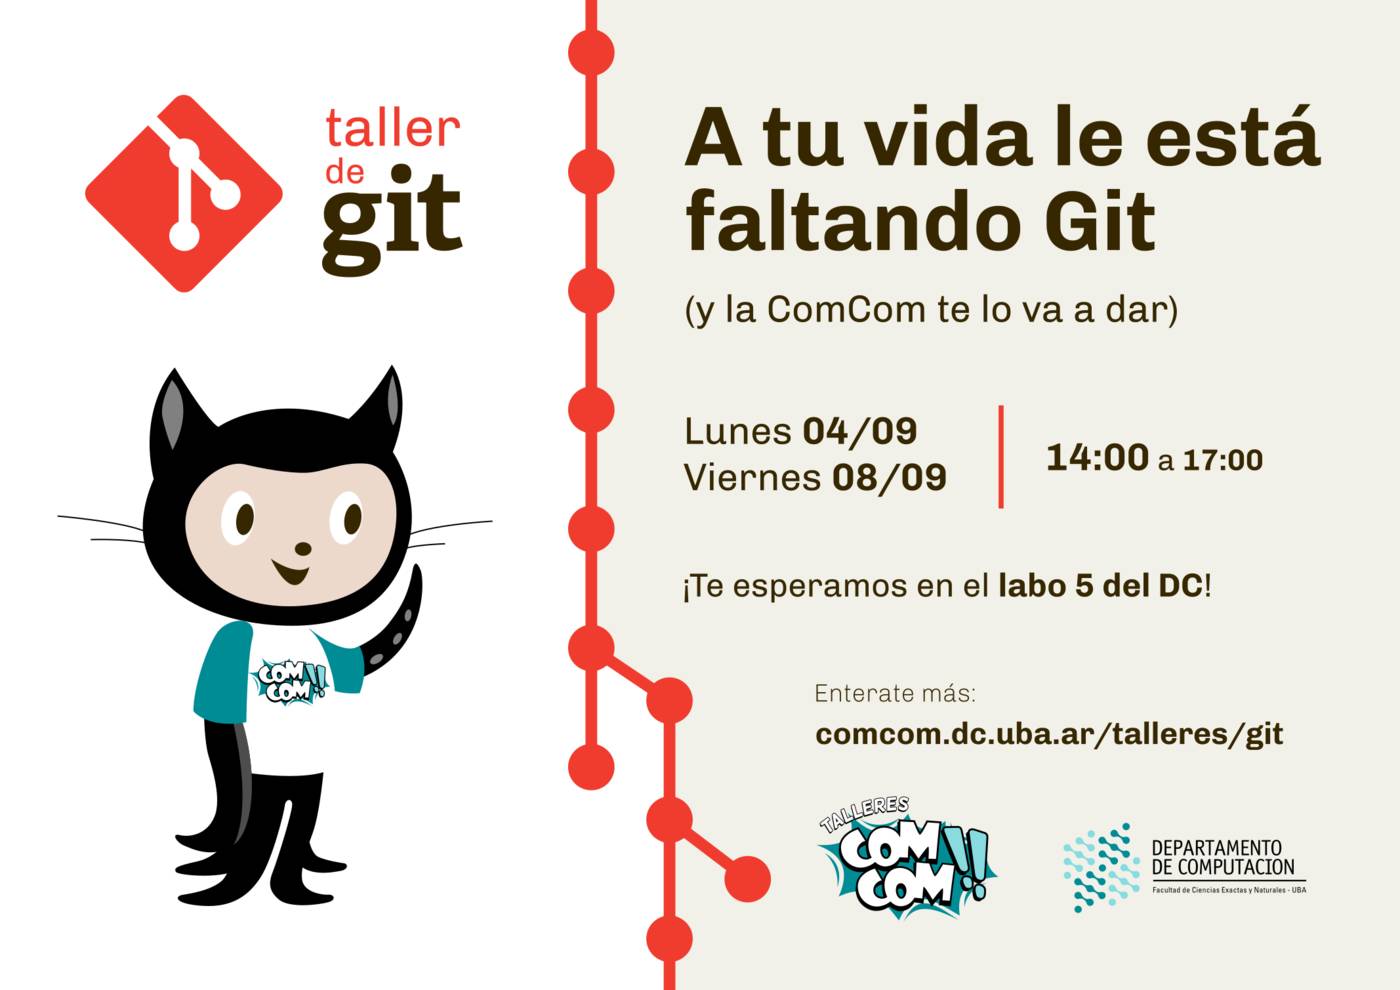 taller
de
git
A tu vida le está
faltando Git
(y la ComCom te lo va a dar)
Lunes 04/09
Viernes 08/09
14:00 a 17:00
¡Te esperamos en el labo 5 del DC!
COM
COM!!
Enterate más:
comcom.dc.uba.ar/talleres/git
TALLERES
COM
COM!!
DEPARTAMENTO
DE COMPUTACION
Facultad de Ciencias Exactas y Naturales - UBA